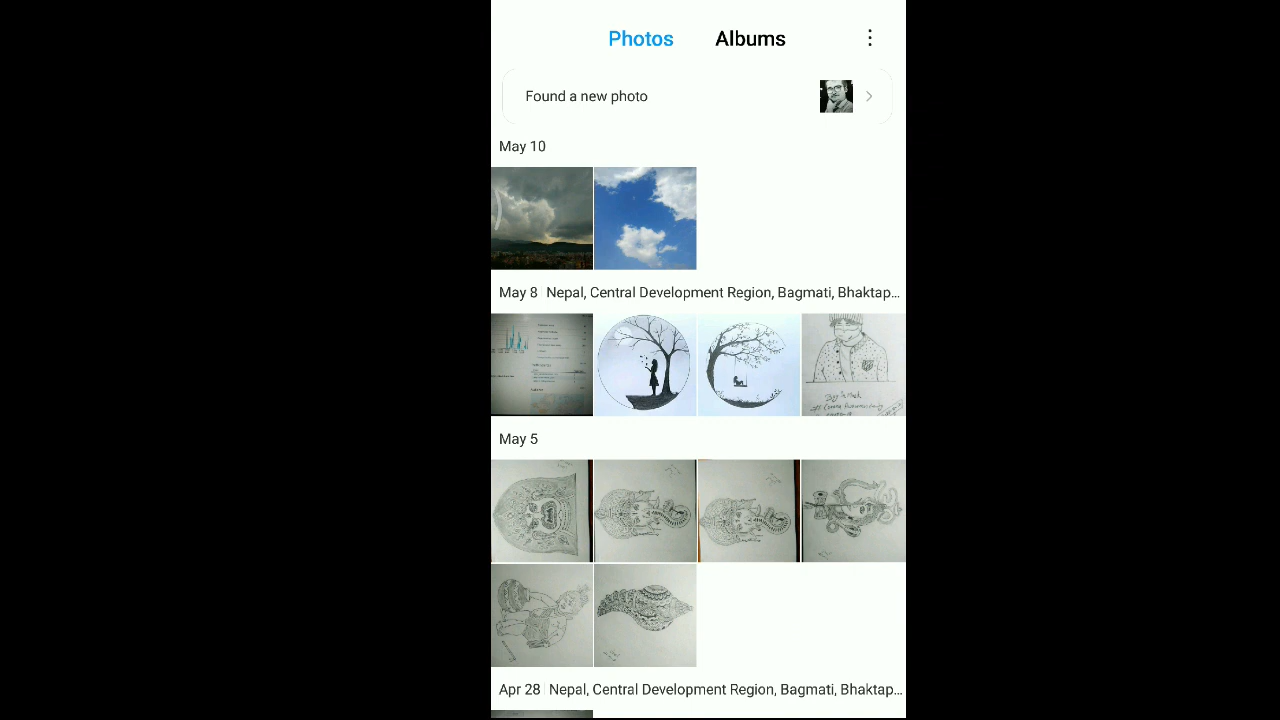 Photos Albums
Found a new photo
May 10
May 8 Nepal, Central Development Region, Bagmati, Bhaktap...
May 5
Apr 28 Nepal, Central Development Region, Bagmati, Bhaktap...